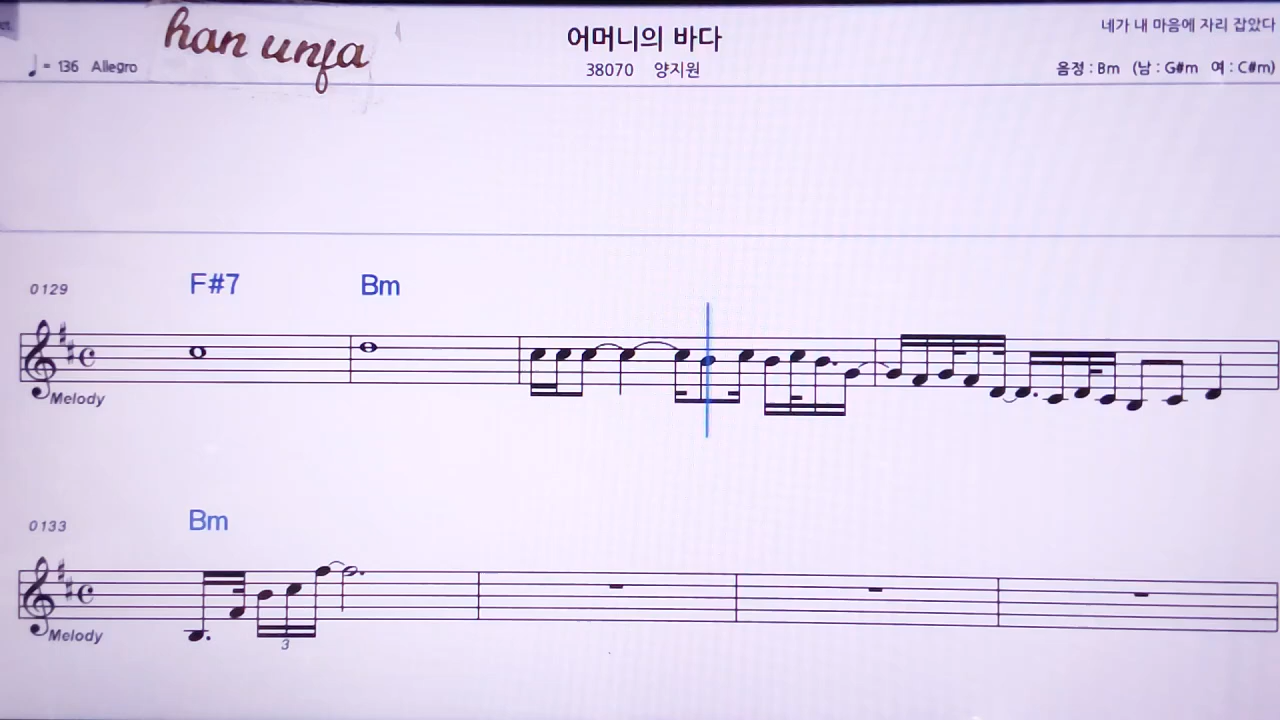 han unfa
어머니의 바다
네가 내 마음에 자리 잡았다
♩ = 136 Allegro
38070 양지원
음정 : Bm (남 : G#m 여 : C#m)
0129 F#7 Bm
Melody
0133 Bm
Melody
3